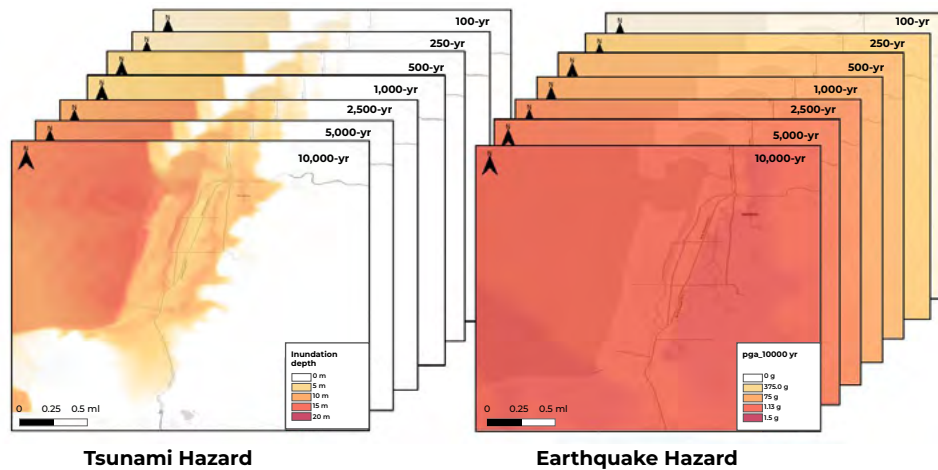 100-yr
N
250-yr
N
500-yr
N
1,000-yr
N
2,500-yr
N
5,000-yr
N
10,000-yr
N
Inundation
depth
0 m
5 m
10 m
15 m
20 m
0 0.25 0.5 ml
Tsunami Hazard
100-yr
N
250-yr
N
500-yr
N
1,000-yr
N
2,500-yr
N
5,000-yr
N
10,000-yr
N
pga_10000 yr
0 g
375.0 g
75 g
1.13 g
1.5 g
0 0.25 0.5 ml
Earthquake Hazard